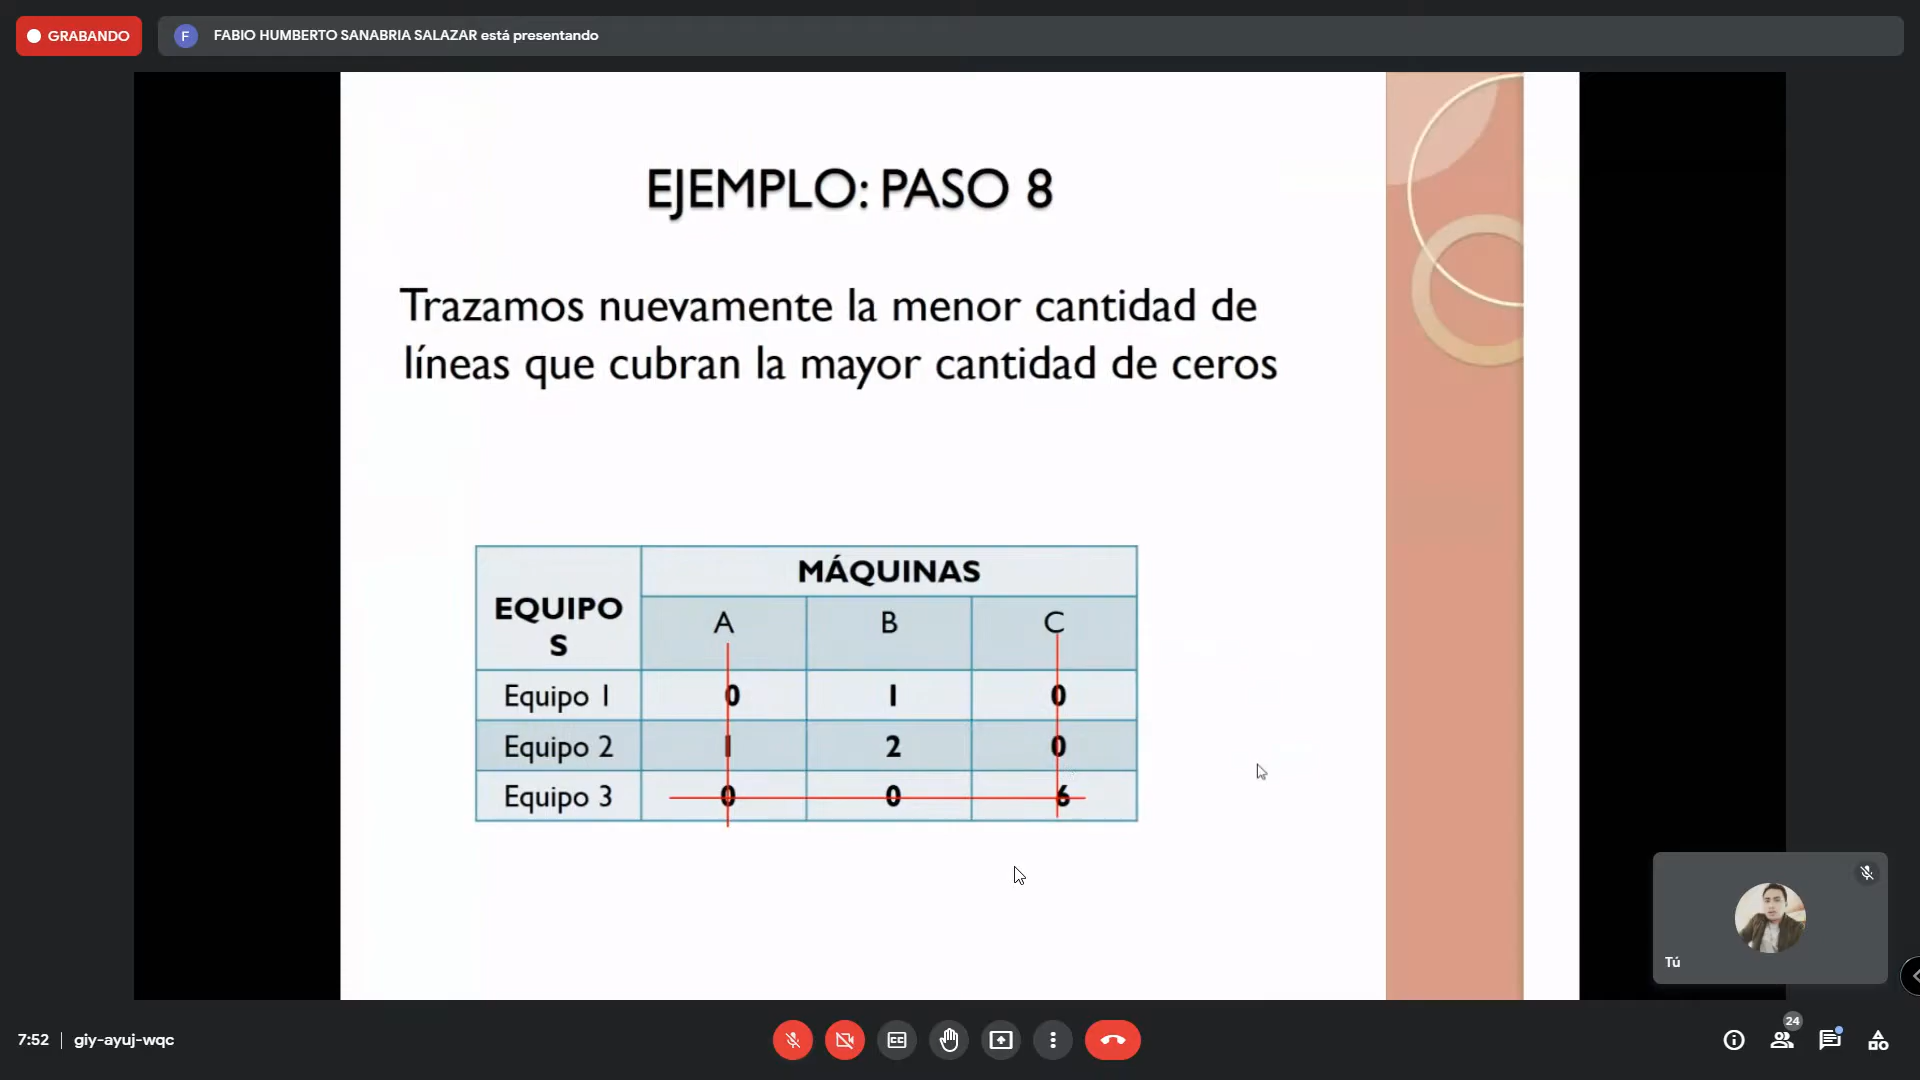 GRABANDO
F
FABIO HUMBERTO SANABRIA SALAZAR está presentando
EJEMPLO: PASO 8
Trazamos nuevamente la menor cantidad de
líneas que cubran la mayor cantidad de ceros
EQUIPO
S
MÁQUINAS
A B C
Equipo 1 0 1 0
Equipo 2 1 2 0
Equipo 3 0 0 6
Tú
7:52 | giy-ayuj-wqc
24